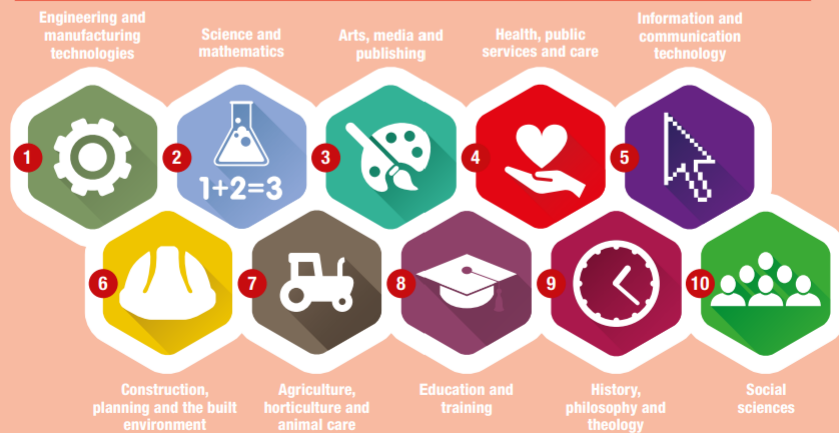 Engineering and
manufacturing
technologies
Science and
mathematics
Arts, media and
publishing
Health, public
services and care
Information and
communication
technology
1
2
1+2=3
3
4
5
6
7
8
9
10
Construction,
planning and the built
environment
Agriculture,
horticulture and
animal care
Education and
training
History,
philosophy and
theology
Social
sciences